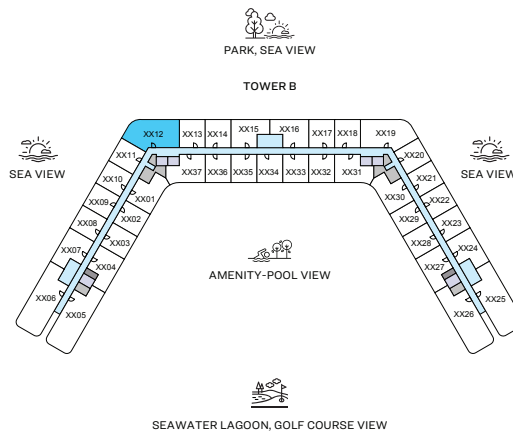 PARK, SEA VIEW
TOWER B
XX12
XX13
XX14
XX15
XX16
XX17
XX18
XX19
XX11
XX37
XX36
XX35
XX34
XX33
XX32
XX31
XX20
SEA VIEW
SEA VIEW
XX10
XX01
XX30
XX21
XX09
XX02
XX29
XX22
XX08
XX03
XX28
XX23
XX07
XX04
XX27
XX24
AMENITY-POOL VIEW
XX06
XX05
XX26
XX25
SEAWATER LAGOON, GOLF COURSE VIEW